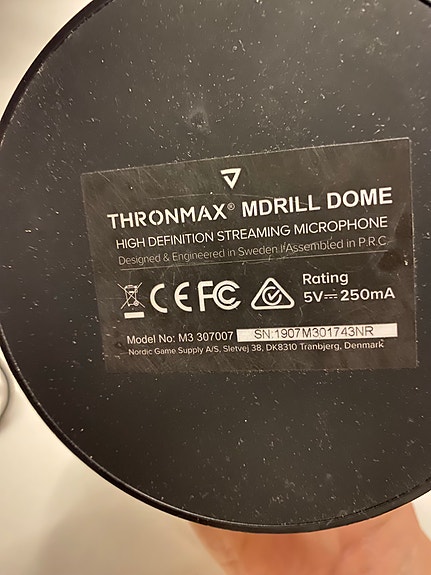 THRONMAX® MDRILL DOME
HIGH DEFINITION STREAMING MICROPHONE
Designed & Engineered in Sweden//Assembled in P.R.C.
CE FC
Rating
5V⎓250mA
Model No: M3 307007 SN:1907M301743NR
Nordic Game Supply A/S, Sletvej 38, DK8310 Tranbjerg, Denmark